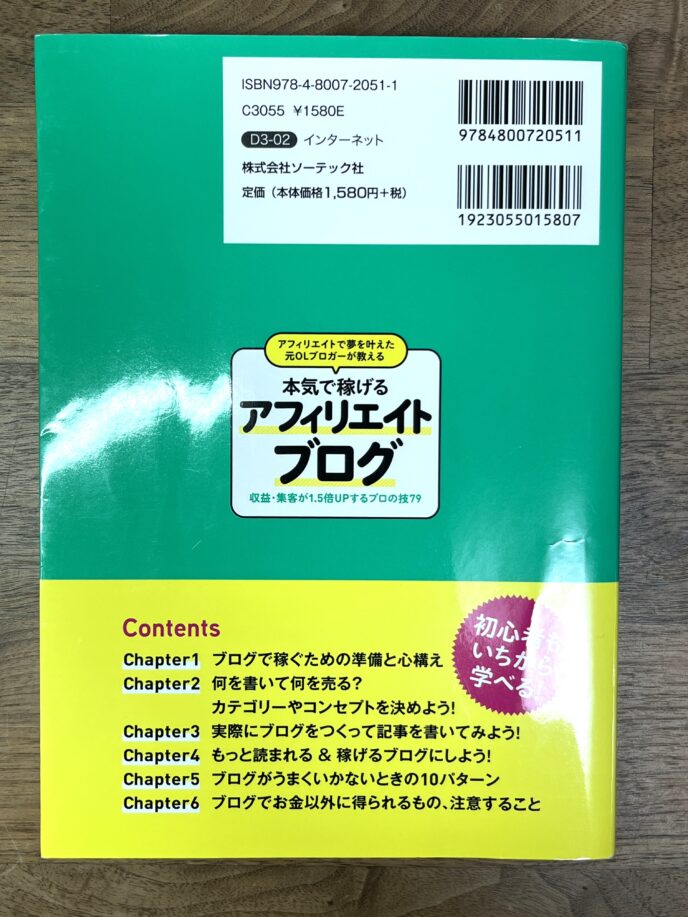 ISBN978-4-8007-2051-1
C3055 ¥1580E
D3-02 インターネット
株式会社ソーテック社
定価（本体価格1,580円+税）
9784800720511
1923055015807
アフィリエイトで夢を叶えた
元OLブロガーが教える
本気で稼げる
アフィリエイト
ブログ
収益・集客が1.5倍UPするプロの技79
Contents
Chapter1 ブログで稼ぐための準備と心構え
Chapter2 何を書いて何を売る?
カテゴリーやコンセプトを決めよう!
Chapter3 実際にブログをつくって記事を書いてみよう!
Chapter4 もっと読まれる & 稼げるブログにしよう!
Chapter5 ブログがうまくいかないときの10パターン
Chapter6 ブログでお金以外に得られるもの、注意すること
初心者も
いちから
学べる!